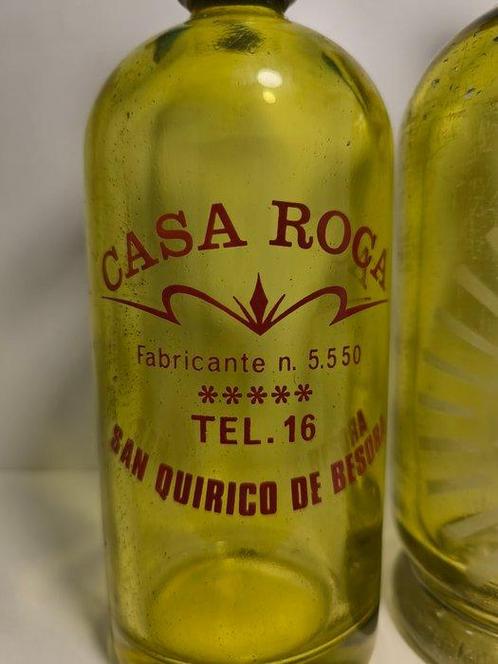 CASA ROCA
Fabricante n. 5.550
*****
TEL. 16
SAN QUIRICO DE BESORA